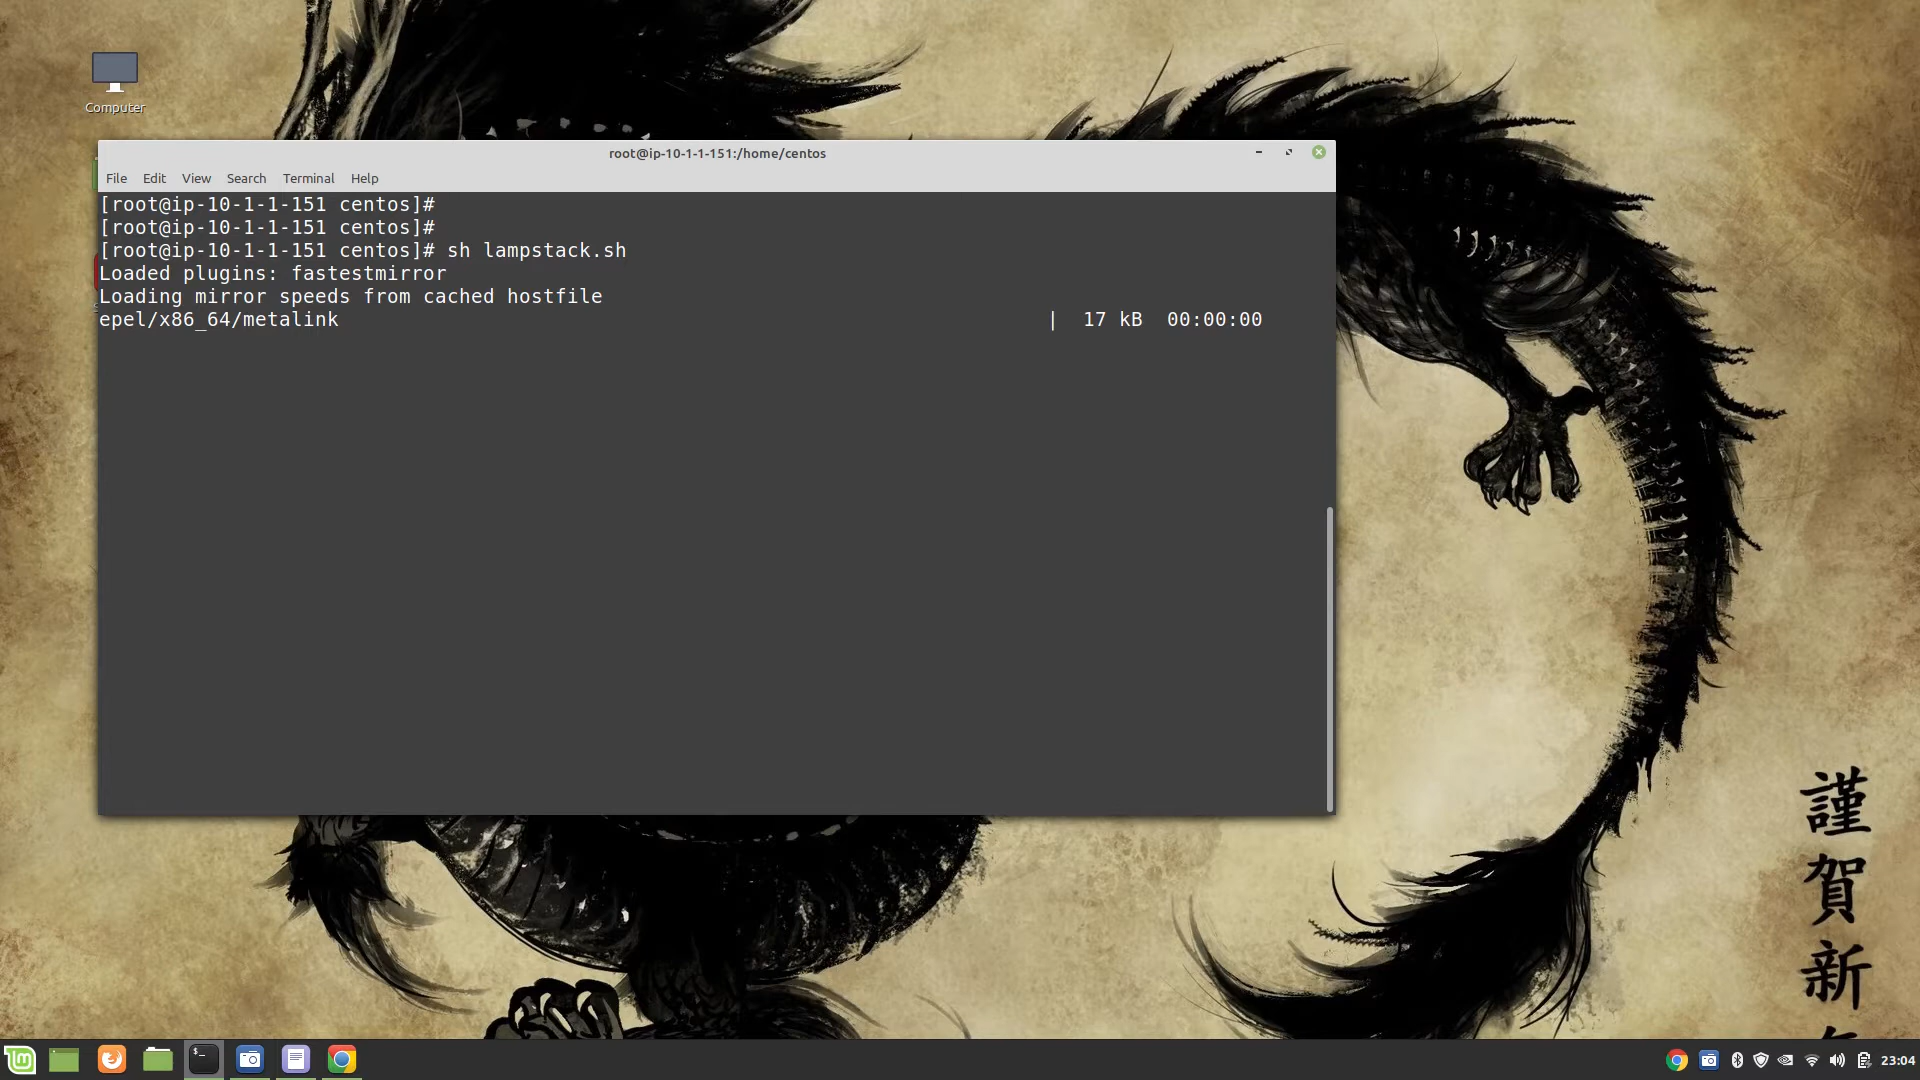 Computer
root@ip-10-1-1-151:/home/centos
File Edit View Search Terminal Help
[root@ip-10-1-1-151 centos]#
[root@ip-10-1-1-151 centos]#
[root@ip-10-1-1-151 centos]# sh lampstack.sh
Loaded plugins: fastestmirror
Loading mirror speeds from cached hostfile
epel/x86_64/metalink | 17 kB 00:00:00
謹賀新
23:04